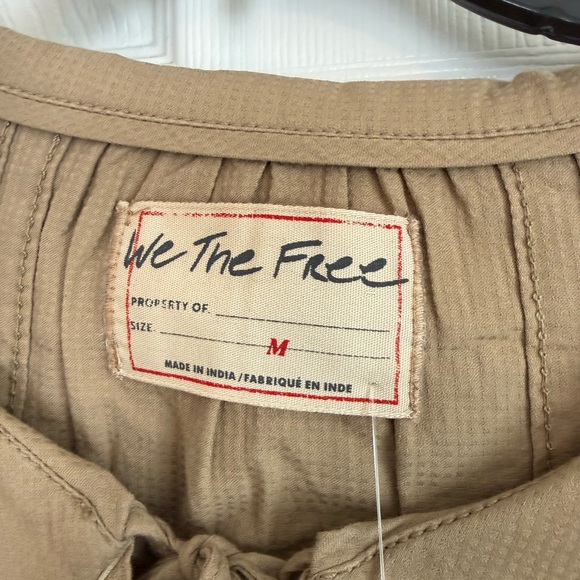 We The Free
PROPERTY OF.
SIZE. M
MADE IN INDIA/FABRIQUÉ EN INDE